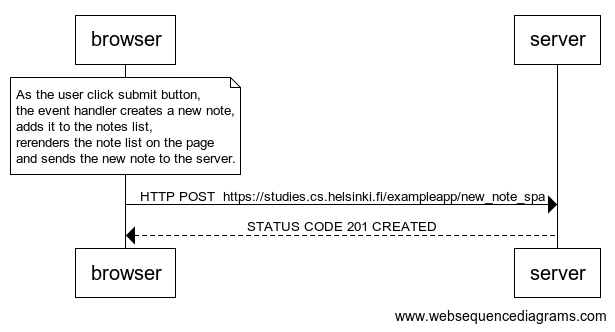 browser server
As the user click submit button,
the event handler creates a new note,
adds it to the notes list,
rerenders the note list on the page
and sends the new note to the server.
HTTP POST  https://studies.cs.helsinki.fi/exampleapp/new_note_spa
STATUS CODE 201 CREATED
browser server
www.websequencediagrams.com